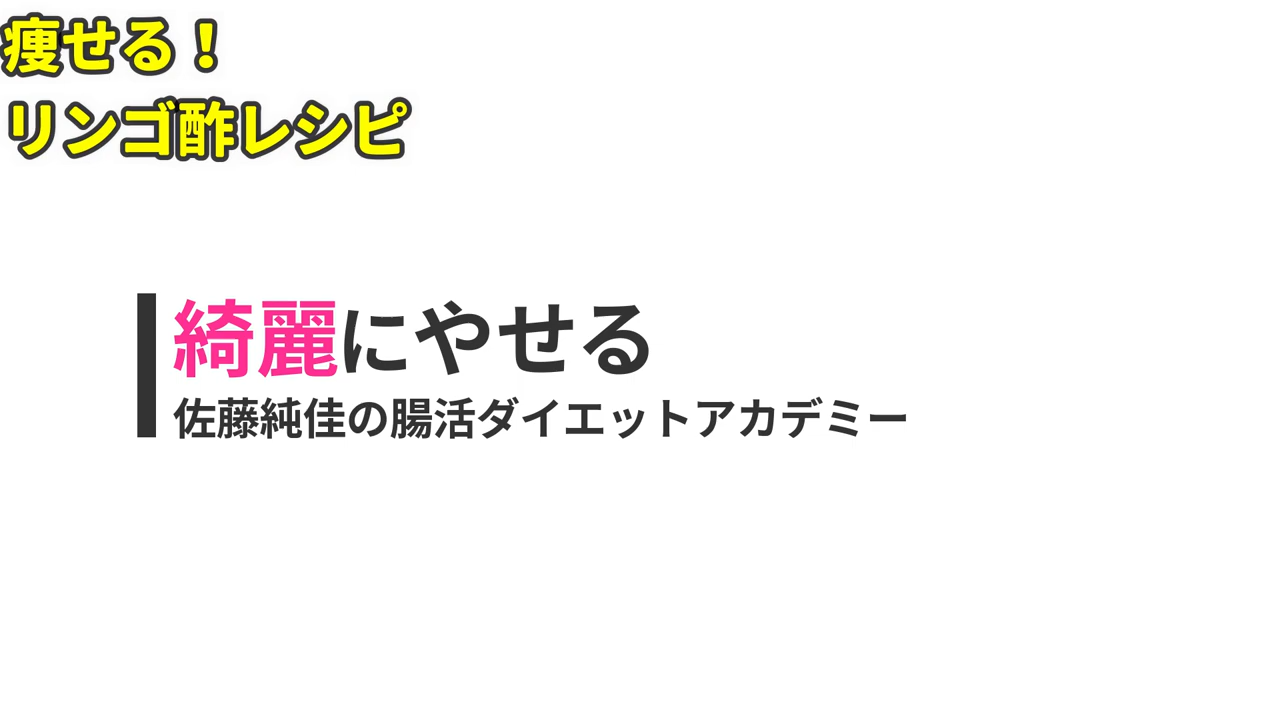 痩せる！
リンゴ酢レシピ
綺麗にやせる
佐藤純佳の腸活ダイエットアカデミー